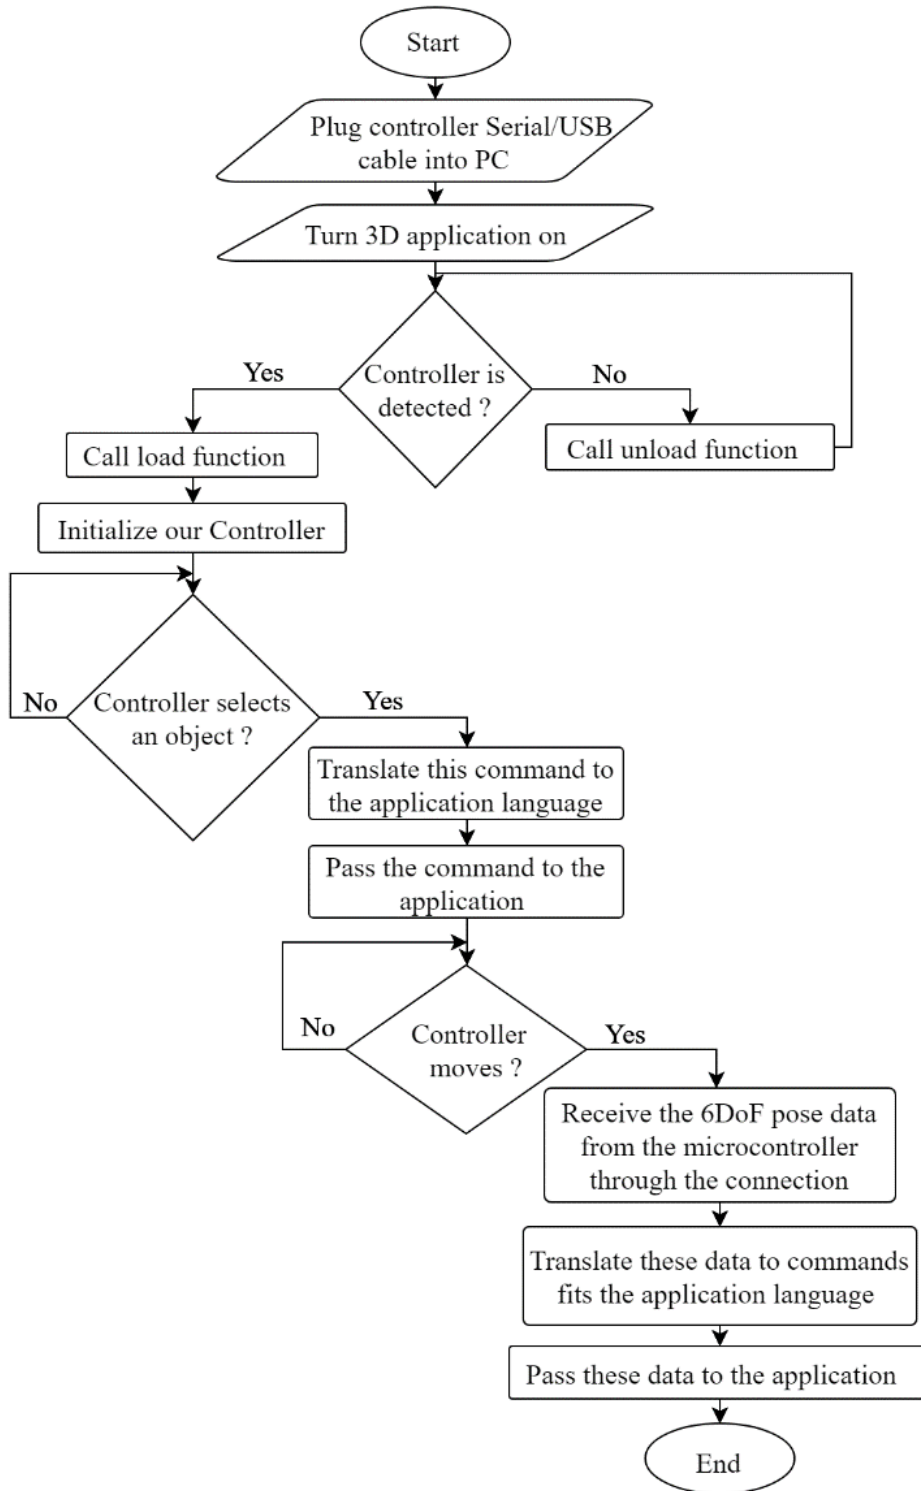 Start
Plug controller Serial/USB
cable into PC
Turn 3D application on
Controller is
detected ?
Yes
No
Call load function
Call unload function
Initialize our Controller
Controller selects
an object ?
No
Yes
Translate this command to
the application language
Pass the command to the
application
Controller
moves ?
No
Yes
Receive the 6DoF pose data
from the microcontroller
through the connection
Translate these data to commands
fits the application language
Pass these data to the application
End